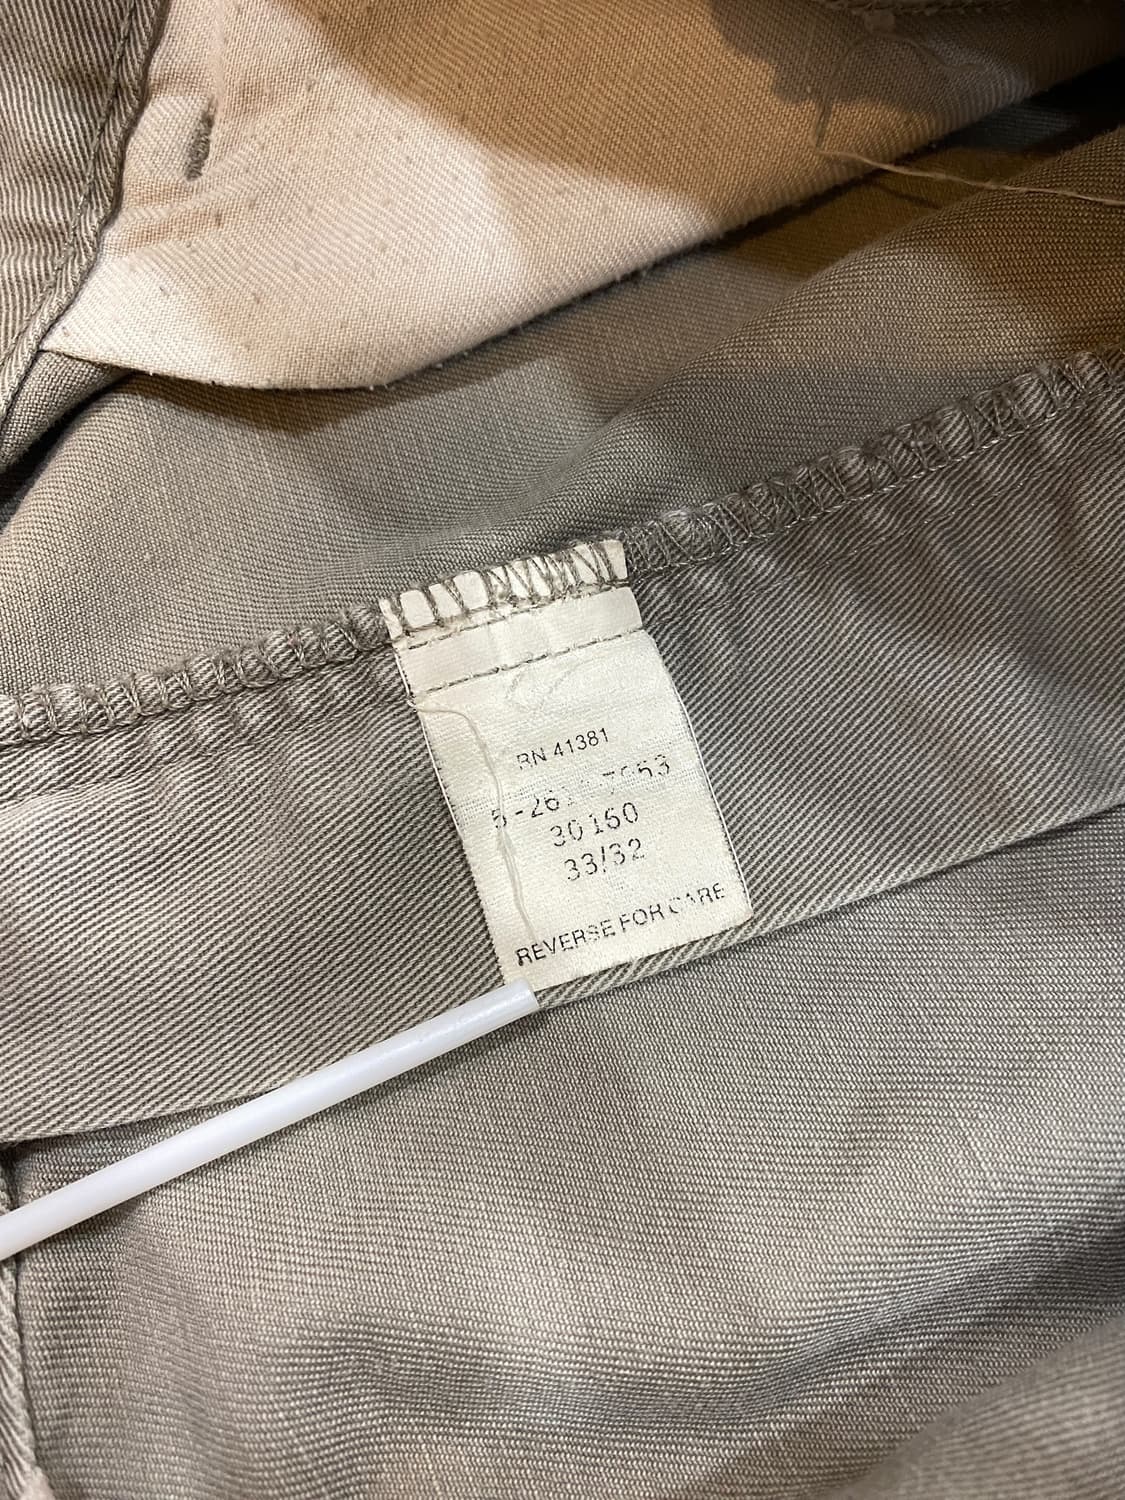 RN 41381
30160
33/32
REVERSE FOR CARE